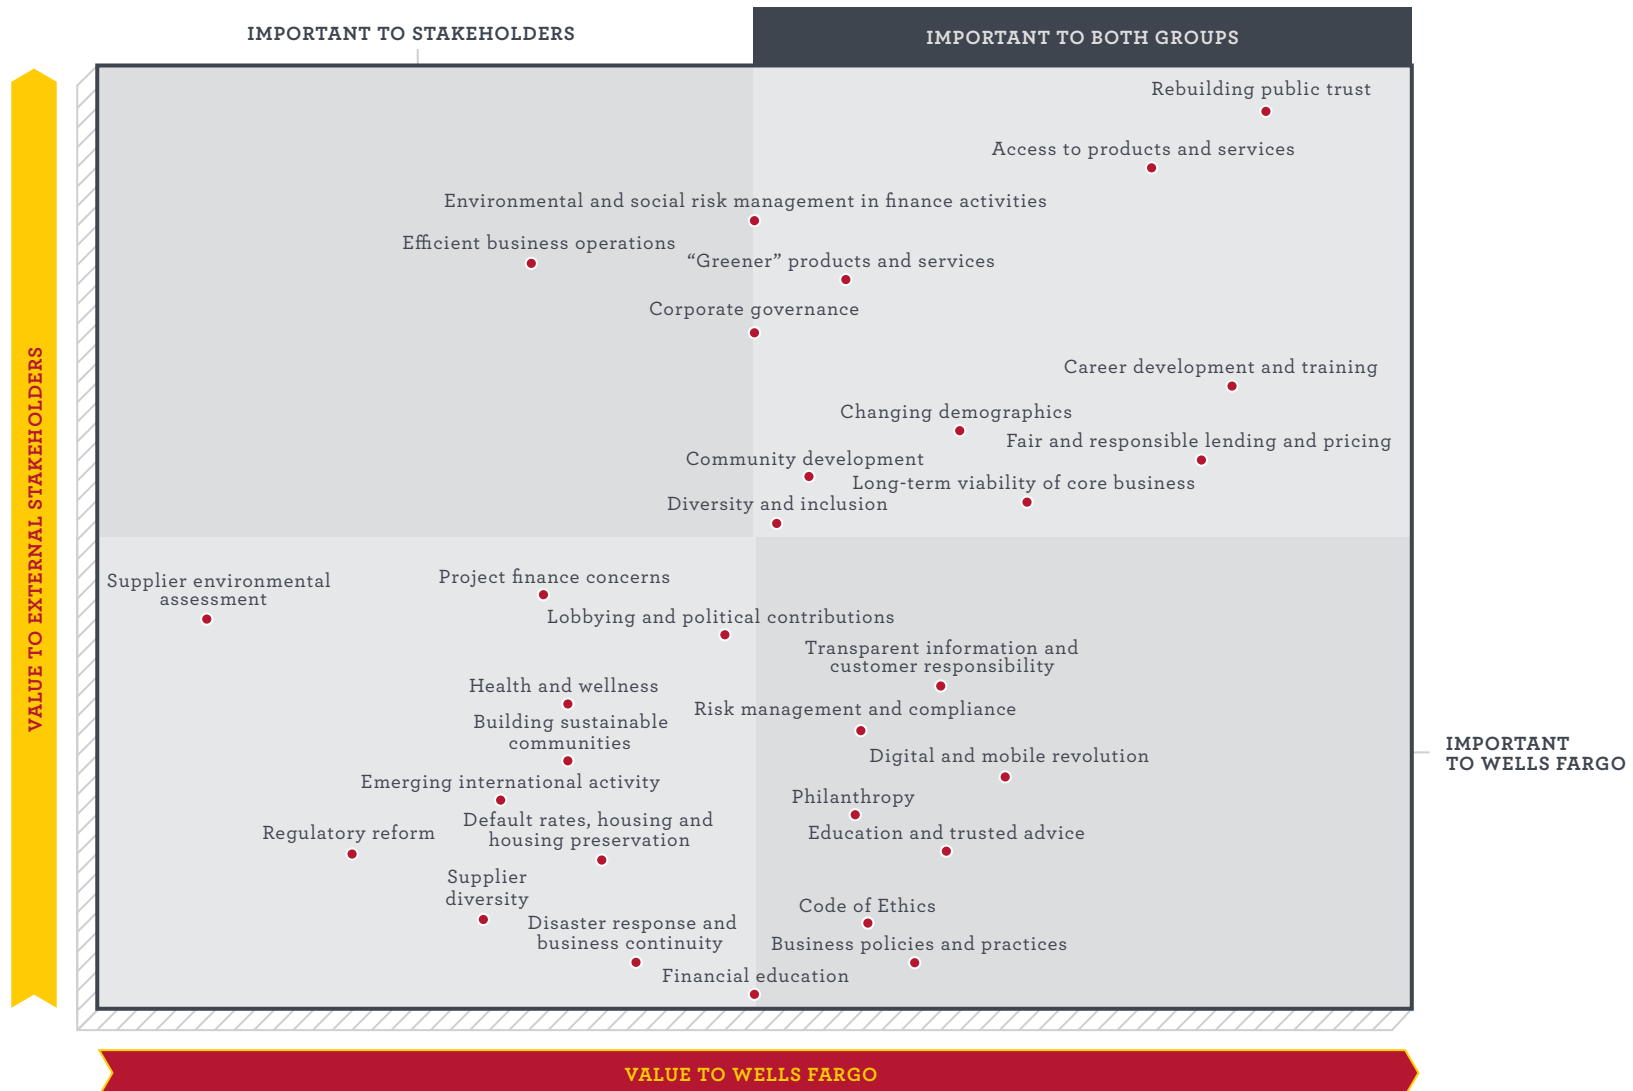 IMPORTANT TO STAKEHOLDERS
IMPORTANT TO BOTH GROUPS
Rebuilding public trust
Access to products and services
Environmental and social risk management in finance activities
Efficient business operations
“Greener” products and services
Corporate governance
Career development and training
Changing demographics
Fair and responsible lending and pricing
Community development
Long-term viability of core business
Diversity and inclusion
VALUE TO EXTERNAL STAKEHOLDERS
Supplier environmental
assessment
Project finance concerns
Lobbying and political contributions
Transparent information and
customer responsibility
Health and wellness
Risk management and compliance
Building sustainable
communities
Digital and mobile revolution
IMPORTANT
TO WELLS FARGO
Emerging international activity
Philanthropy
Regulatory reform
Default rates, housing and
housing preservation
Education and trusted advice
Supplier
diversity
Code of Ethics
Disaster response and
business continuity
Business policies and practices
Financial education
VALUE TO WELLS FARGO